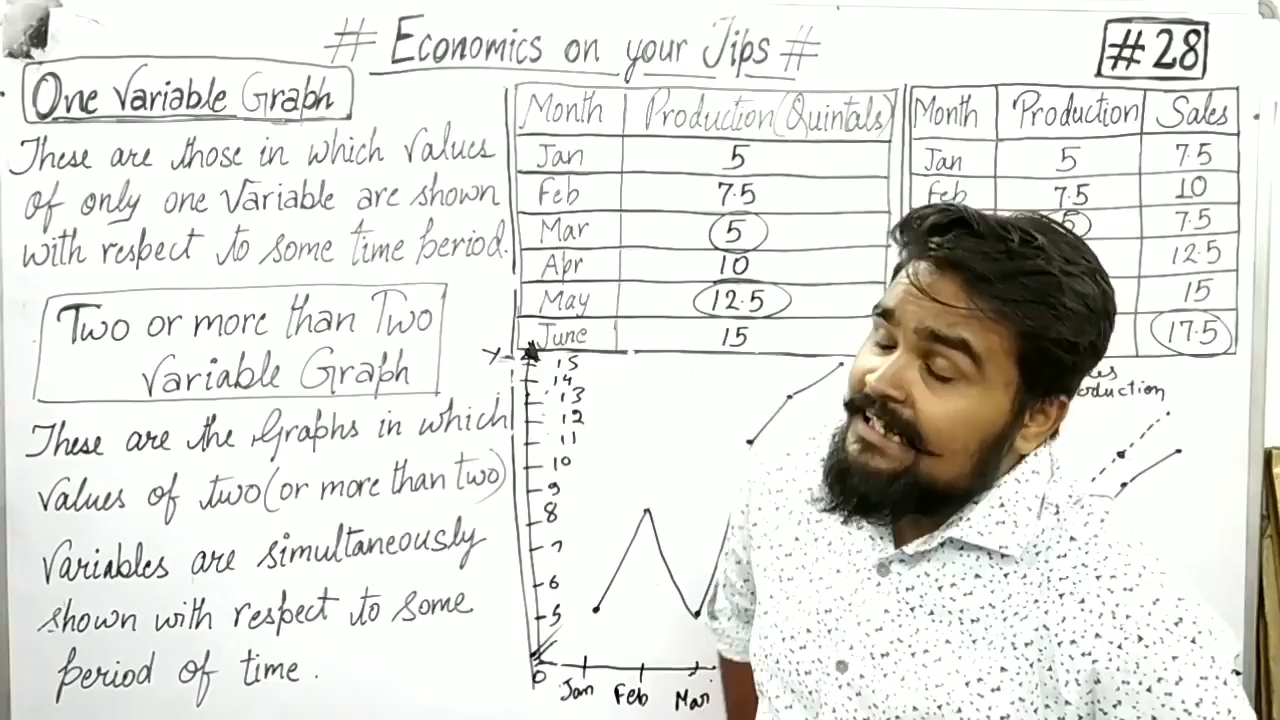 # Economics on your Tips #
#28
One Variable Graph
These are those in which values
of only one variable are shown
with respect to some time period.
Two or more than Two
Variable Graph
These are the Graphs in which
values of two (or more than two)
variables are simultaneously
shown with respect to some
period of time.
Month Production (Quintals)
Jan 5
Feb 7.5
Mar 5
Apr 10
May 12.5
June 15
Month Production Sales
Jan 5 7.5
Feb 7.5 10
5 7.5
12.5
15
17.5
Y
15
14
13
12
11
10
9
8
7
6
5
0
Jan Feb Mar